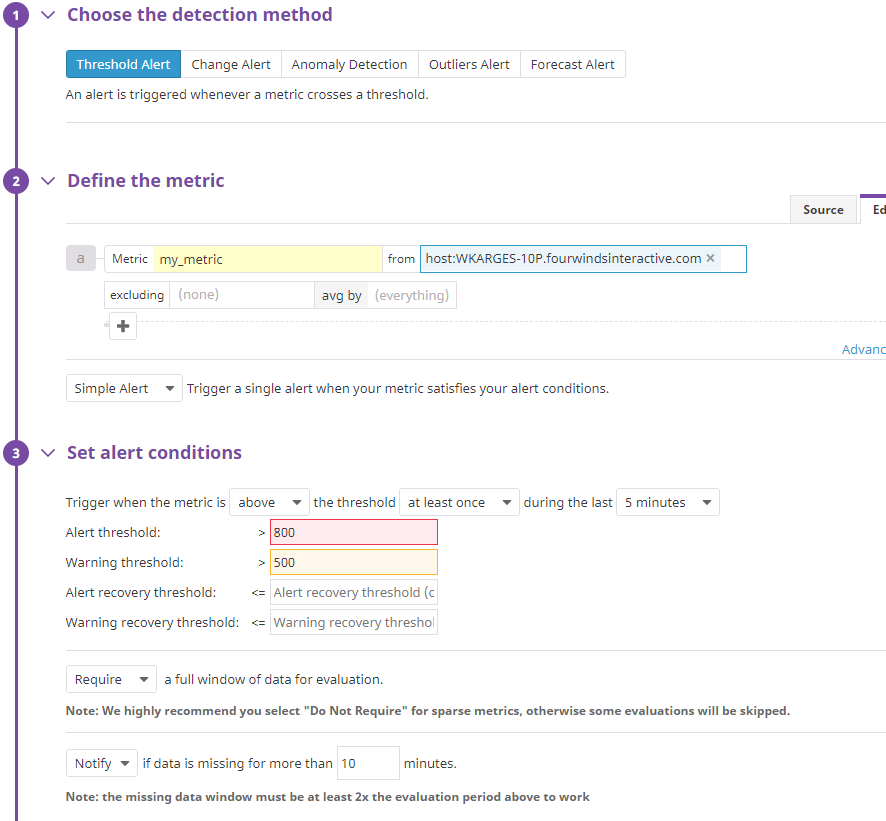 1 Choose the detection method
Threshold Alert Change Alert Anomaly Detection Outliers Alert Forecast Alert
An alert is triggered whenever a metric crosses a threshold.
2 Define the metric
Source Ed
a Metric my_metric from host:WKARGES-10P.fourwindsinteractive.com ×
excluding (none) avg by (everything)
+
Advanc
Simple Alert Trigger a single alert when your metric satisfies your alert conditions.
3 Set alert conditions
Trigger when the metric is above the threshold at least once during the last 5 minutes
Alert threshold: > 800
Warning threshold: > 500
Alert recovery threshold: <= Alert recovery threshold (o
Warning recovery threshold: <= Warning recovery threshol
Require a full window of data for evaluation.
Note: We highly recommend you select "Do Not Require" for sparse metrics, otherwise some evaluations will be skipped.
Notify if data is missing for more than 10 minutes.
Note: the missing data window must be at least 2x the evaluation period above to work